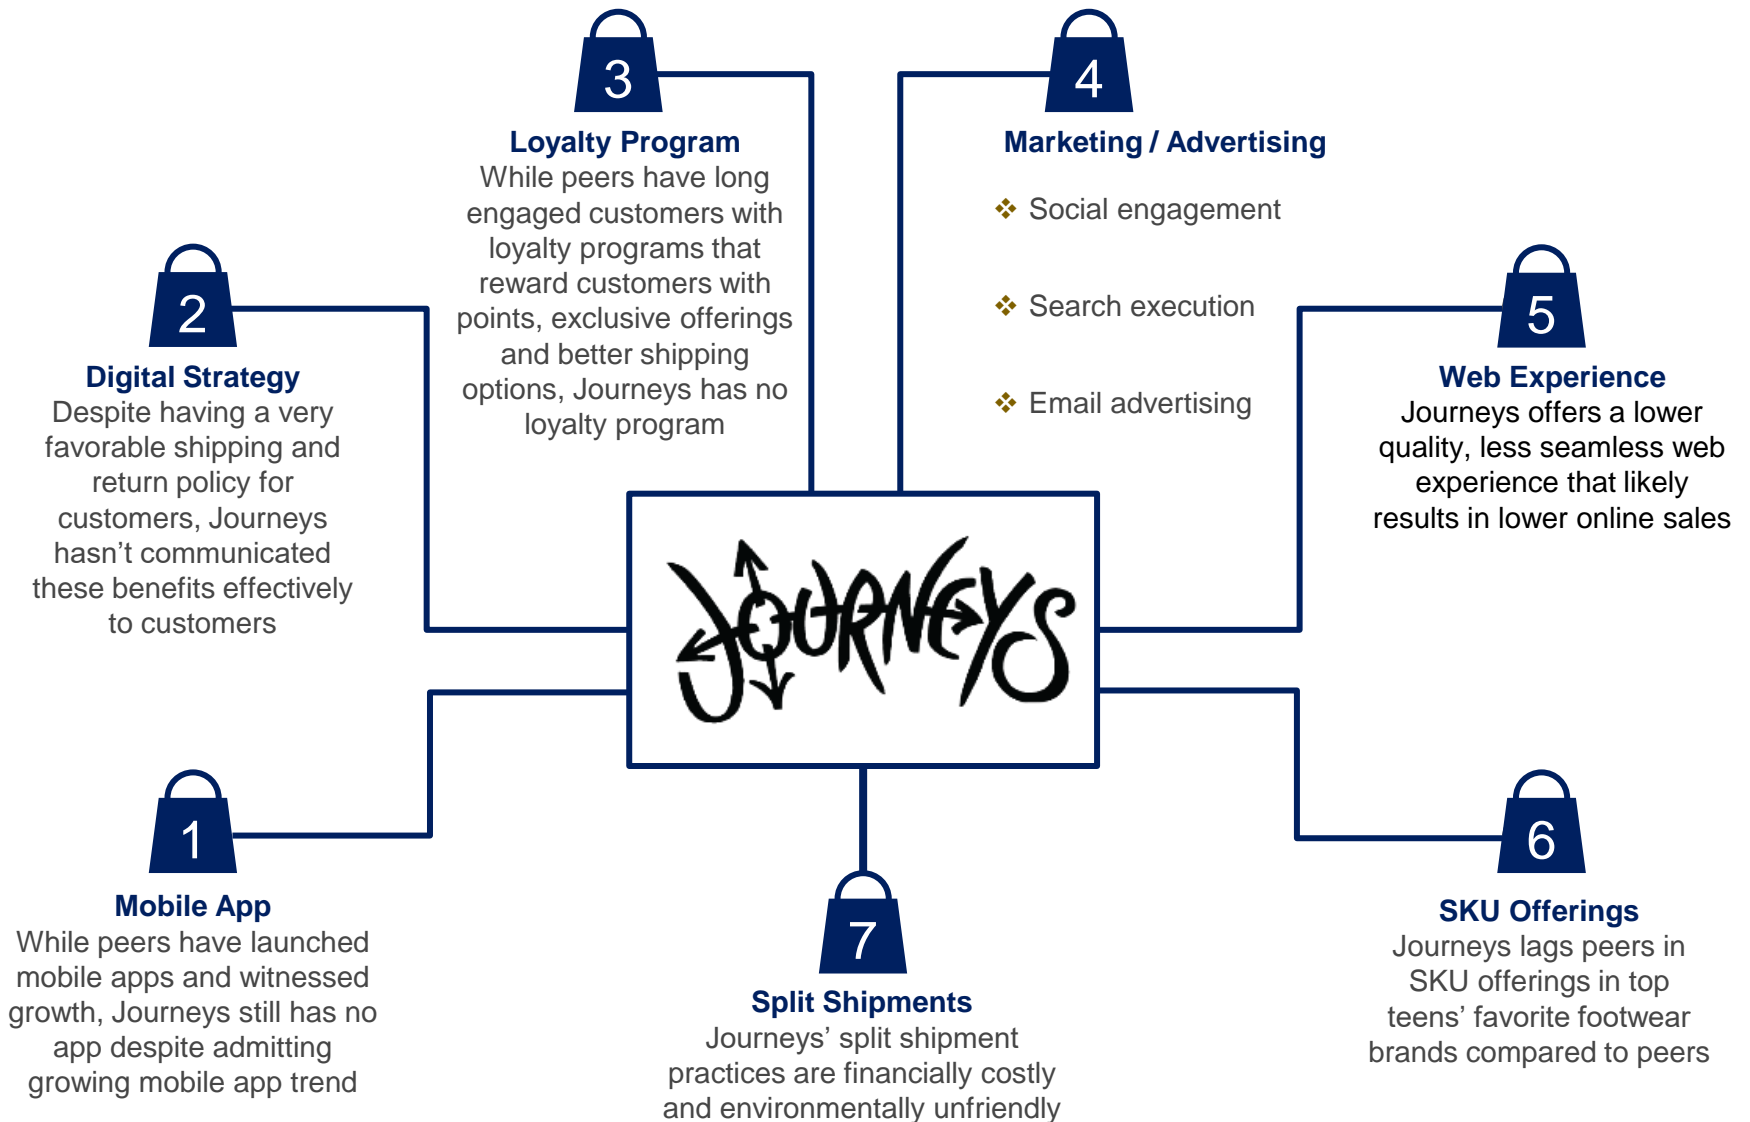 3
Loyalty Program
While peers have long
engaged customers with
loyalty programs that
reward customers with
points, exclusive offerings
and better shipping
options, Journeys has no
loyalty program
4
Marketing / Advertising
Social engagement
Search execution
Email advertising
2
Digital Strategy
Despite having a very
favorable shipping and
return policy for
customers, Journeys
hasn’t communicated
these benefits effectively
to customers
5
Web Experience
Journeys offers a lower
quality, less seamless web
experience that likely
results in lower online sales
JOURNEYS
1
Mobile App
While peers have launched
mobile apps and witnessed
growth, Journeys still has no
app despite admitting
growing mobile app trend
7
Split Shipments
Journeys’ split shipment
practices are financially costly
and environmentally unfriendly
6
SKU Offerings
Journeys lags peers in
SKU offerings in top
teens’ favorite footwear
brands compared to peers